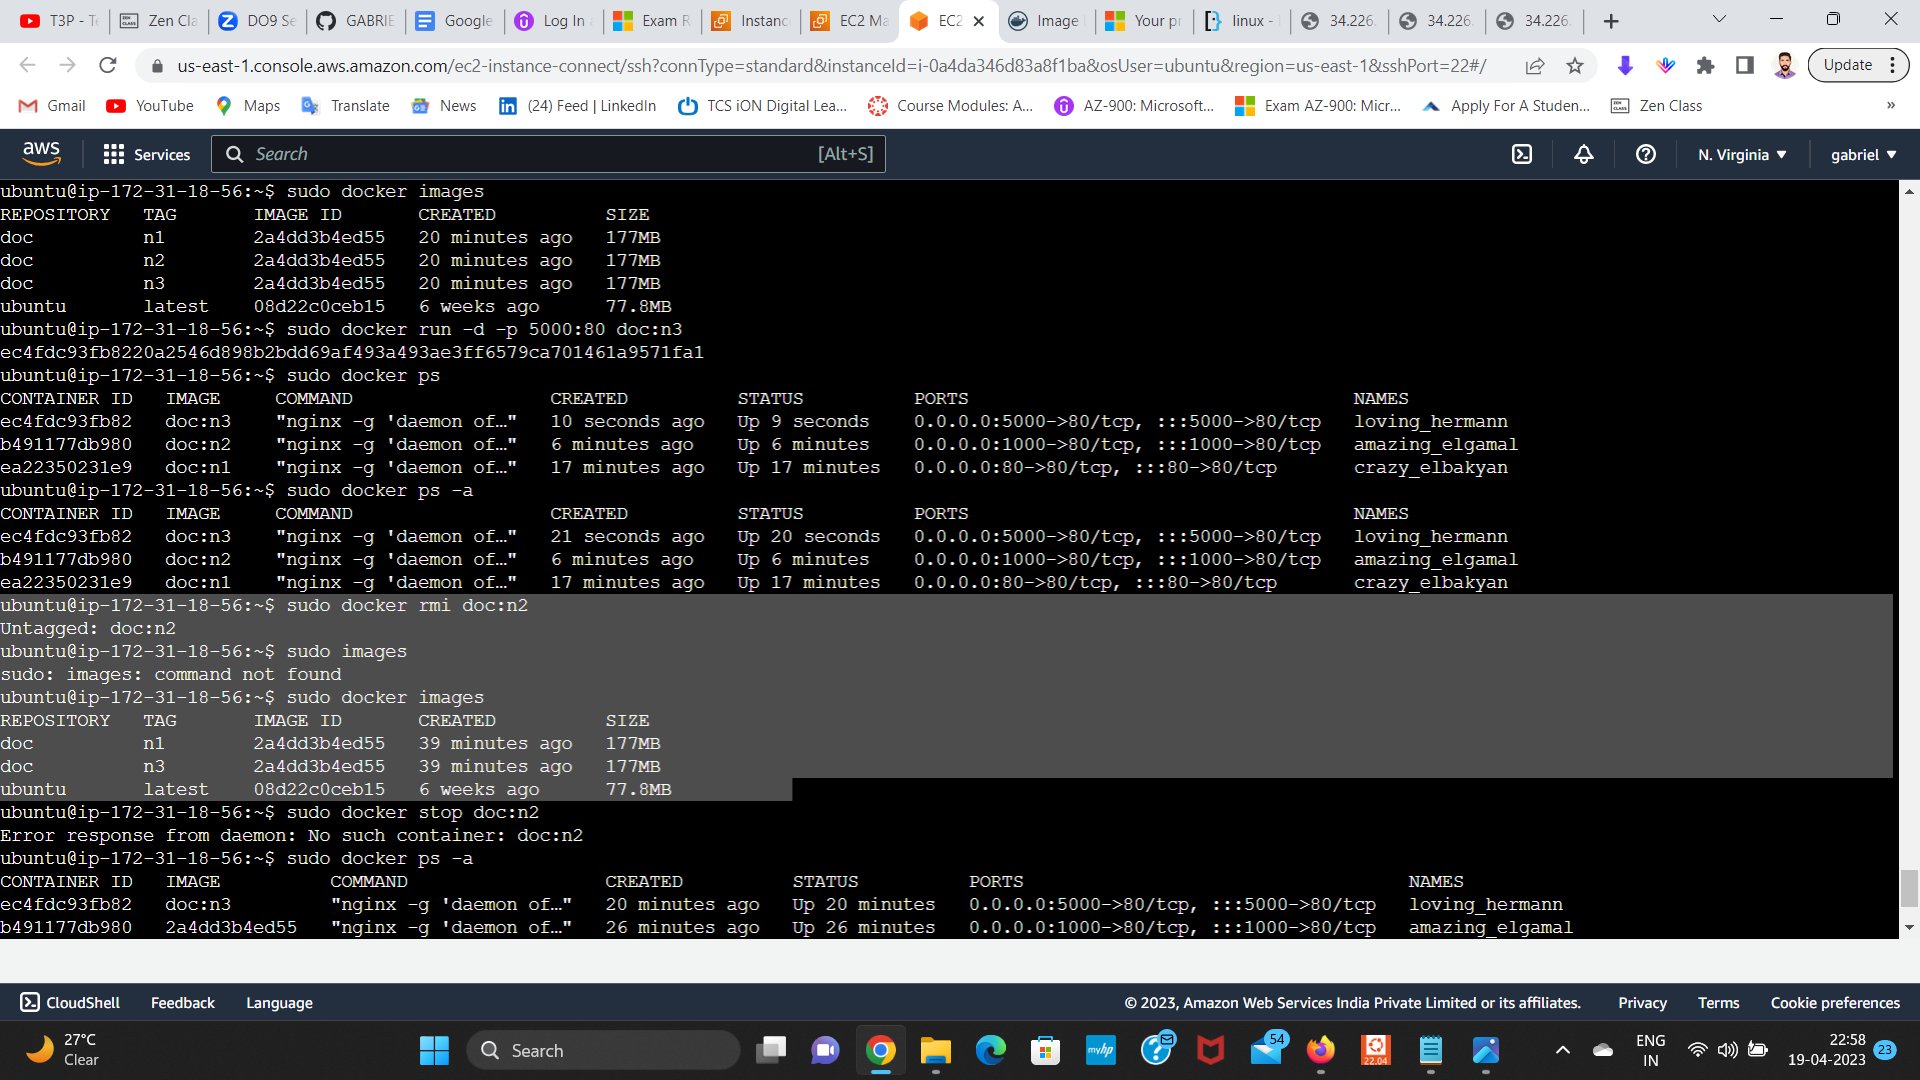 T3P - Te
Zen Cla
DO9 Se
GABRIE
Google
Log In
Exam R
Instanc
EC2 Ma
EC2
Image
Your pr
linux -
34.226.
34.226.
34.226.
us-east-1.console.aws.amazon.com/ec2-instance-connect/ssh?connType=standard&instanceId=i-0a4da346d83a8f1ba&osUser=ubuntu&region=us-east-1&sshPort=22#/
Update
Gmail YouTube Maps Translate News (24) Feed | LinkedIn TCS iON Digital Lea... Course Modules: A... AZ-900: Microsoft... Exam AZ-900: Micr... Apply For A Studen... Zen Class »
aws Services Search [Alt+S] N. Virginia gabriel
ubuntu@ip-172-31-18-56:~$ sudo docker images
REPOSITORY TAG IMAGE ID CREATED SIZE
doc n1 2a4dd3b4ed55 20 minutes ago 177MB
doc n2 2a4dd3b4ed55 20 minutes ago 177MB
doc n3 2a4dd3b4ed55 20 minutes ago 177MB
ubuntu latest 08d22c0ceb15 6 weeks ago 77.8MB
ubuntu@ip-172-31-18-56:~$ sudo docker run -d -p 5000:80 doc:n3
ec4fdc93fb8220a2546d898b2bdd69af493a493ae3ff6579ca701461a9571fa1
ubuntu@ip-172-31-18-56:~$ sudo docker ps
CONTAINER ID IMAGE COMMAND CREATED STATUS PORTS NAMES
ec4fdc93fb82 doc:n3 "nginx -g 'daemon of…" 10 seconds ago Up 9 seconds 0.0.0.0:5000->80/tcp, :::5000->80/tcp loving_hermann
b491177db980 doc:n2 "nginx -g 'daemon of…" 6 minutes ago Up 6 minutes 0.0.0.0:1000->80/tcp, :::1000->80/tcp amazing_elgamal
ea22350231e9 doc:n1 "nginx -g 'daemon of…" 17 minutes ago Up 17 minutes 0.0.0.0:80->80/tcp, :::80->80/tcp crazy_elbakyan
ubuntu@ip-172-31-18-56:~$ sudo docker ps -a
CONTAINER ID IMAGE COMMAND CREATED STATUS PORTS NAMES
ec4fdc93fb82 doc:n3 "nginx -g 'daemon of…" 21 seconds ago Up 20 seconds 0.0.0.0:5000->80/tcp, :::5000->80/tcp loving_hermann
b491177db980 doc:n2 "nginx -g 'daemon of…" 6 minutes ago Up 6 minutes 0.0.0.0:1000->80/tcp, :::1000->80/tcp amazing_elgamal
ea22350231e9 doc:n1 "nginx -g 'daemon of…" 17 minutes ago Up 17 minutes 0.0.0.0:80->80/tcp, :::80->80/tcp crazy_elbakyan
ubuntu@ip-172-31-18-56:~$ sudo docker rmi doc:n2
Untagged: doc:n2
ubuntu@ip-172-31-18-56:~$ sudo images
sudo: images: command not found
ubuntu@ip-172-31-18-56:~$ sudo docker images
REPOSITORY TAG IMAGE ID CREATED SIZE
doc n1 2a4dd3b4ed55 39 minutes ago 177MB
doc n3 2a4dd3b4ed55 39 minutes ago 177MB
ubuntu latest 08d22c0ceb15 6 weeks ago 77.8MB
ubuntu@ip-172-31-18-56:~$ sudo docker stop doc:n2
Error response from daemon: No such container: doc:n2
ubuntu@ip-172-31-18-56:~$ sudo docker ps -a
CONTAINER ID IMAGE COMMAND CREATED STATUS PORTS NAMES
ec4fdc93fb82 doc:n3 "nginx -g 'daemon of…" 20 minutes ago Up 20 minutes 0.0.0.0:5000->80/tcp, :::5000->80/tcp loving_hermann
b491177db980 2a4dd3b4ed55 "nginx -g 'daemon of…" 26 minutes ago Up 26 minutes 0.0.0.0:1000->80/tcp, :::1000->80/tcp amazing_elgamal
CloudShell Feedback Language © 2023, Amazon Web Services India Private Limited or its affiliates. Privacy Terms Cookie preferences
27°C
Clear
Search
myhp
54
22.04
ENG
IN
22:58
19-04-2023
23